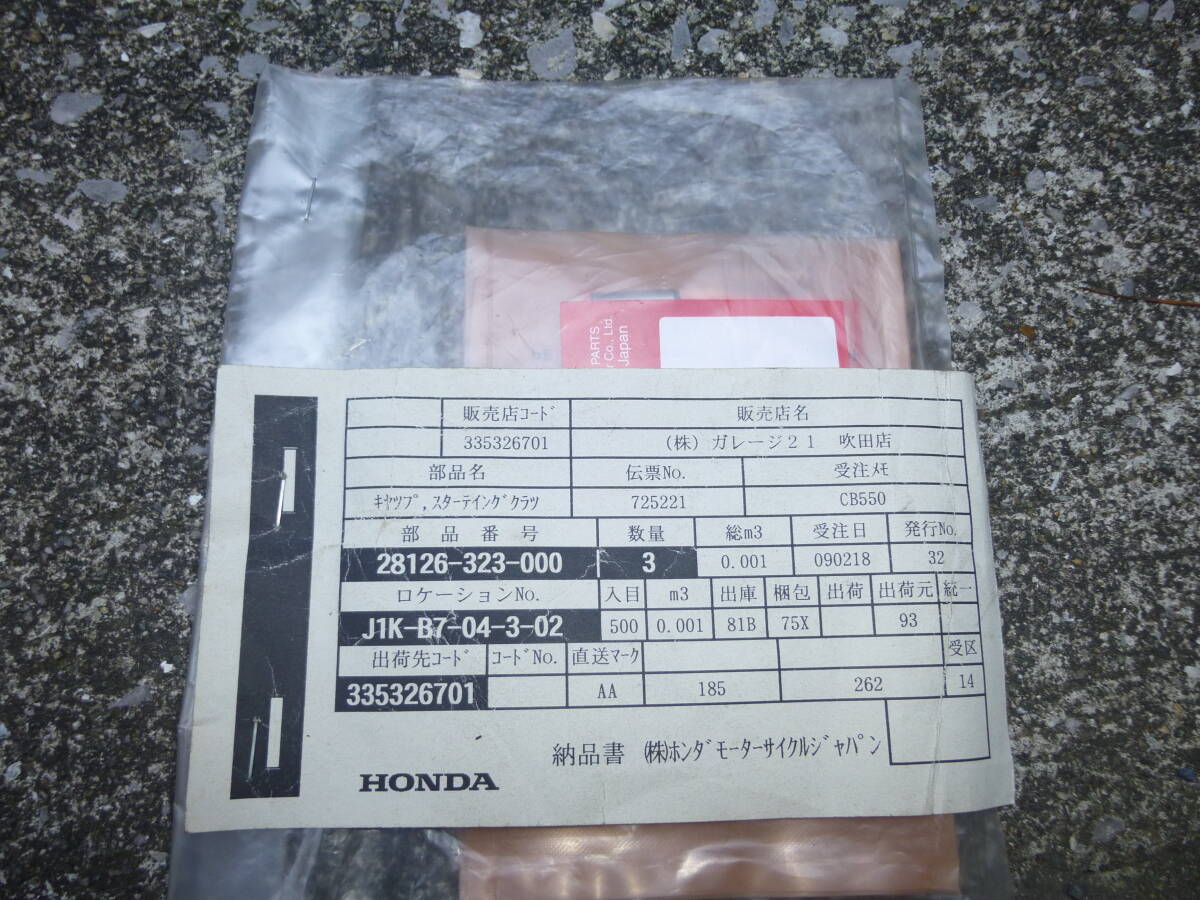 PARTS
Co., Ltd.
Japan
販売店コード 販売店名
335326701 (株) ガレージ21 吹田店
部品名 伝票No. 受注メモ
キャップ,スターテイングクラツ 725221 CB550
部品番号 数量 総m3 受注日 発行No.
28126-323-000 3 0.001 090218 32
ロケーションNo. 入目 m3 出庫 梱包 出荷 出荷元 統一
J1K-B7-04-3-02 500 0.001 81B 75X 93
出荷先コード コードNo. 直送マーク 受区
335326701 AA 185 262 14
納品書 (株)ホンダモーターサイクルジャパン
HONDA